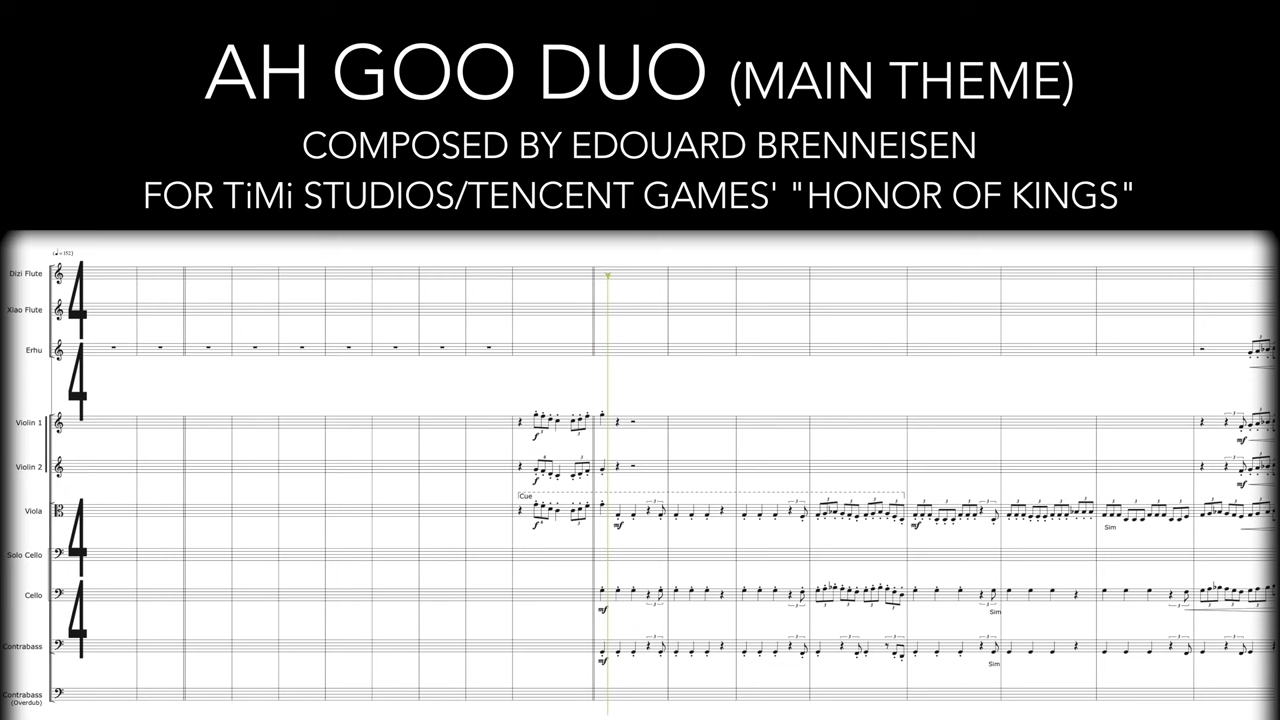 AH GOO DUO (MAIN THEME)
COMPOSED BY EDOUARD BRENNEISEN
FOR TiMi STUDIOS/TENCENT GAMES' "HONOR OF KINGS"
(♩=152)
Dizi Flute
Xiao Flute
Erhu
Violin 1
Violin 2
Cue
Viola
Sim
Solo Cello
Cello
Sim
Contrabass
Sim
Contrabass
(Overdub)